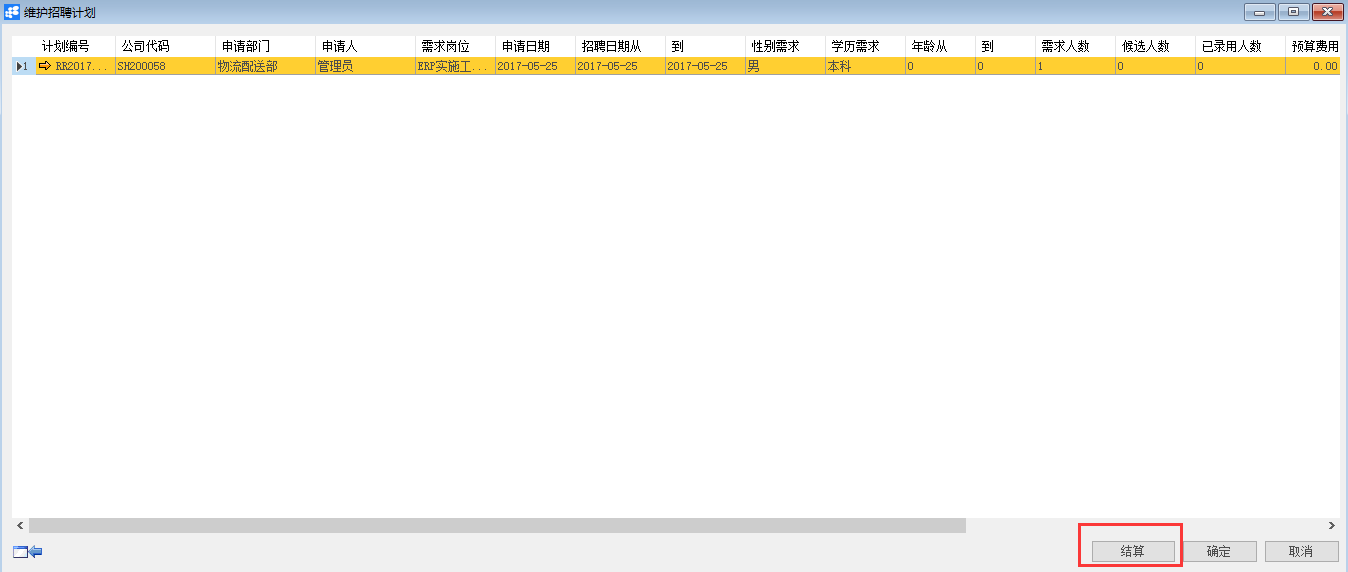 维护招聘计划
计划编号 公司代码 申请部门 申请人 需求岗位 申请日期 招聘日期从 到 性别需求 学历需求 年龄从 到 需求人数 候选人数 已录用人数 预算费用
1 RR2017... SH200058 物流配送部 管理员 ERP实施工... 2017-05-25 2017-05-25 2017-05-25 男 本科 0 0 1 0 0 0.00
结算 确定 取消